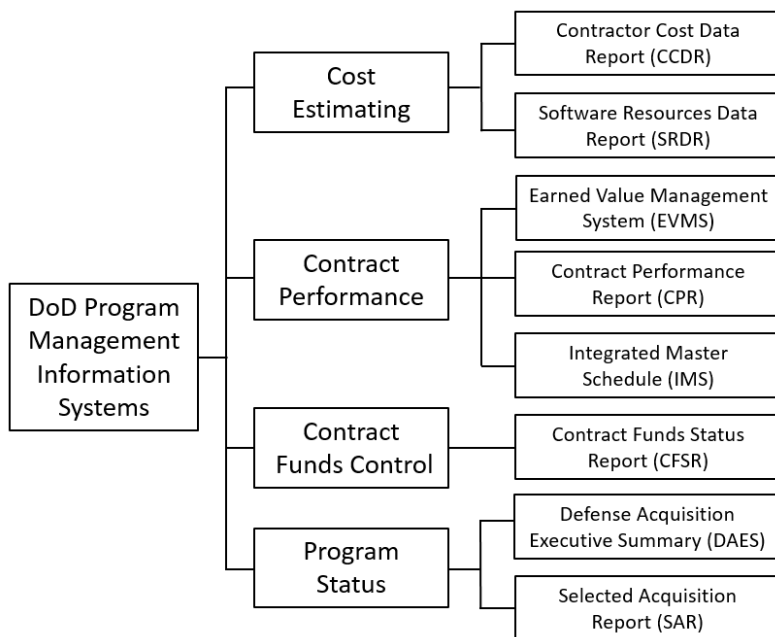 DoD Program
Management
Information
Systems
Cost
Estimating
Contractor Cost Data
Report (CCDR)
Software Resources Data
Report (SRDR)
Contract
Performance
Earned Value Management
System (EVMS)
Contract Performance
Report (CPR)
Integrated Master
Schedule (IMS)
Contract
Funds Control
Contract Funds Status
Report (CFSR)
Program
Status
Defense Acquisition
Executive Summary (DAES)
Selected Acquisition
Report (SAR)